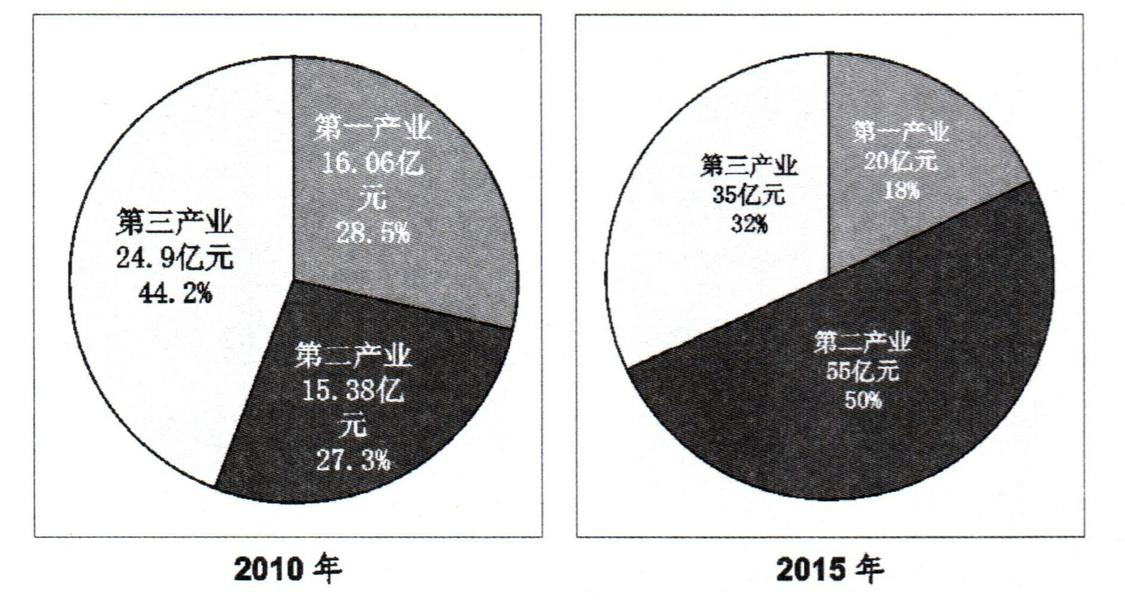 第一产业
16.06亿
元
28.5%
第三产业
24.9亿元
44.2%
第二产业
15.38亿
元
27.3%
2010 年
第一产业
20亿元
18%
第三产业
35亿元
32%
第二产业
55亿元
50%
2015 年